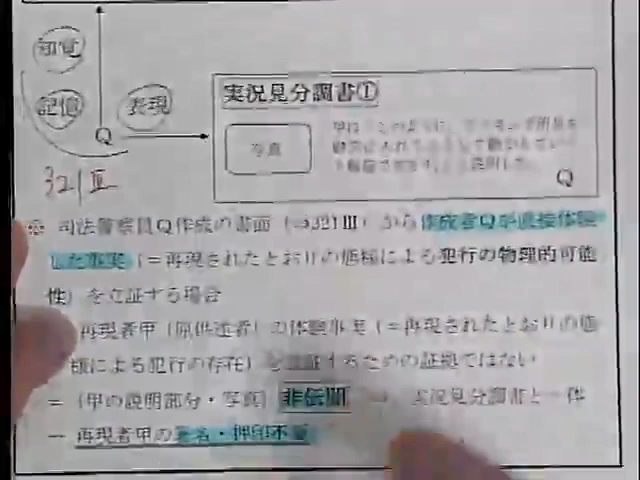 知覚
記憶
表現
Q
321Ⅲ
実況見分調書①
写真
甲は「このように、
Q
司法警察員Q作成の書面（→321Ⅲ）から作成者Qが直接体験
した事実（＝再現されたとおりの態様による犯行の物理的可能
性）を立証する場合
再現者甲（原供述者）の体験事実（＝再現されたとおりの態
様による犯行の存在）を立証するための証拠ではない
＝（甲の説明部分・写真）非伝聞 実況見分調書と一体
→再現者甲の署名・押印不要